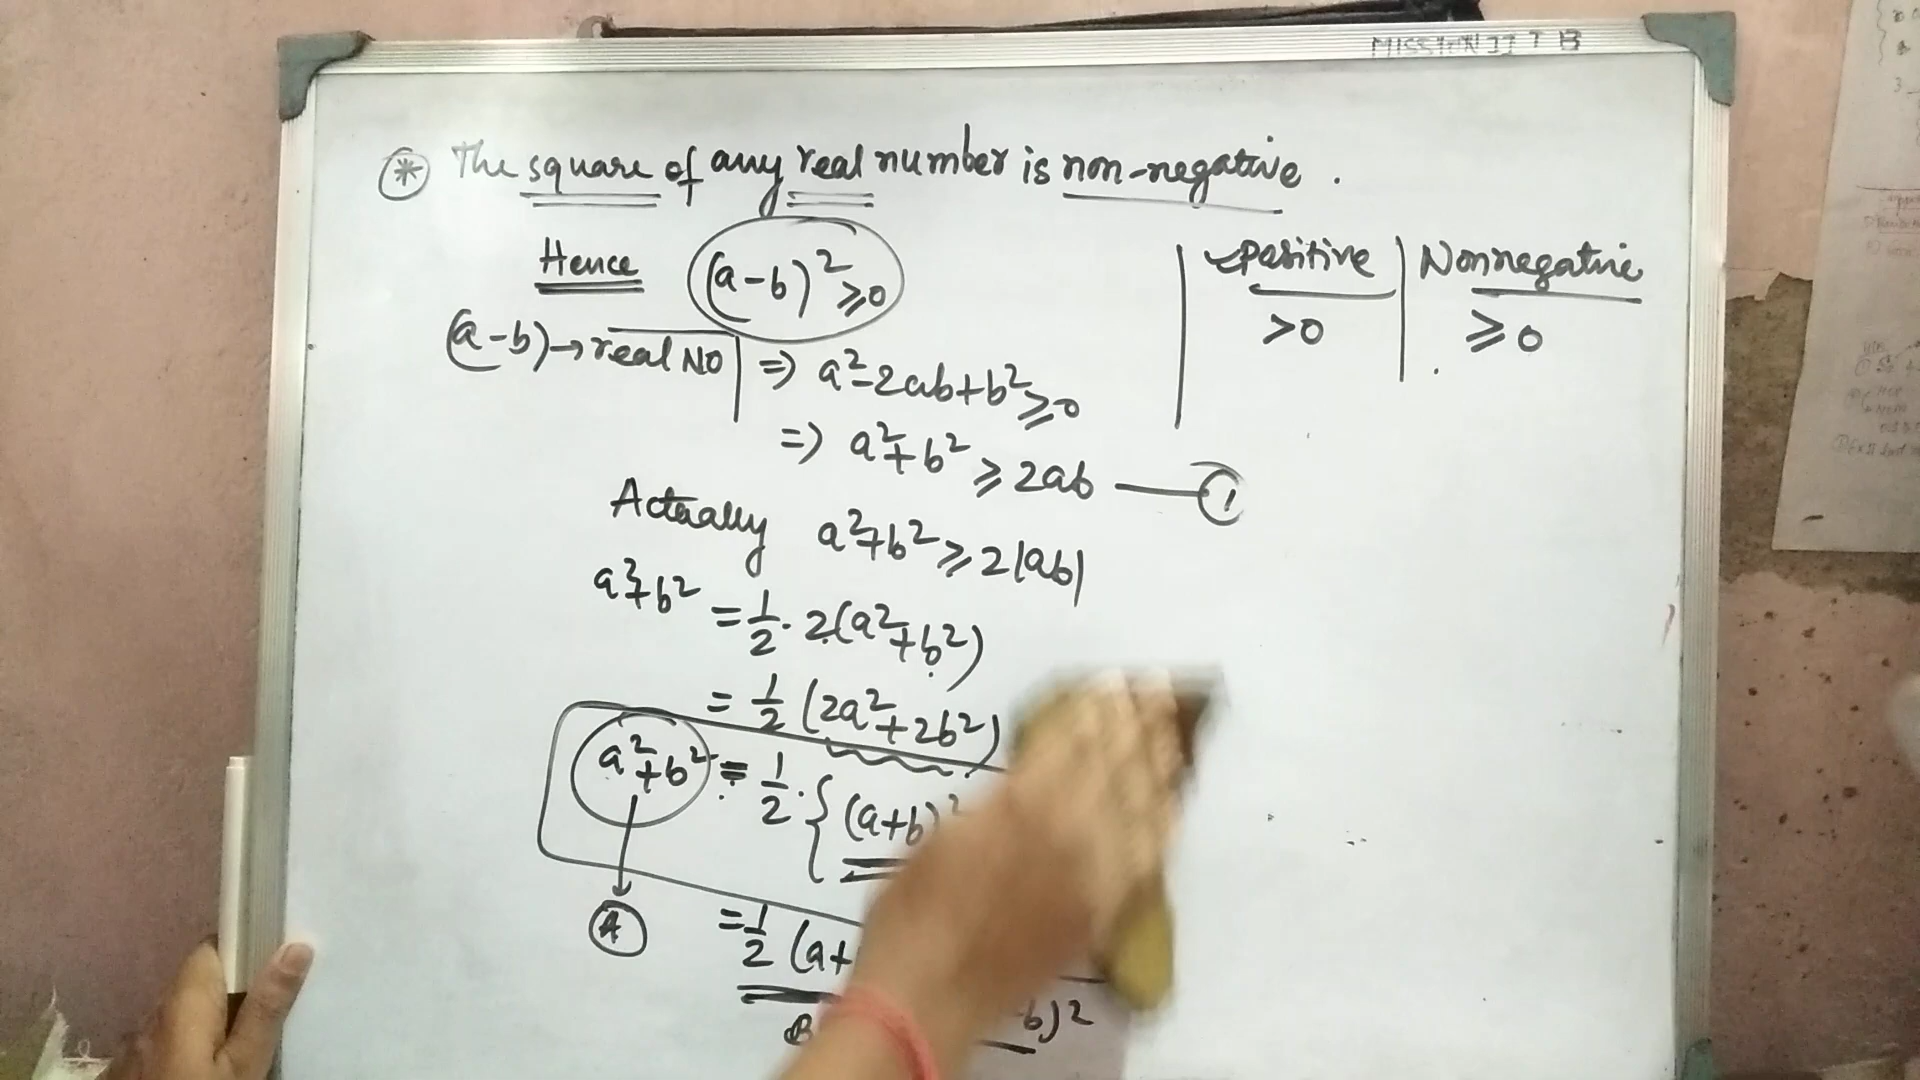 MISSION IIT B
* The square of any real number is non-negative.
Hence (a-b)² ≥ 0
Positive | Nonnegative
>0 | ≥ 0
(a-b) → real NO
=> a²-2ab+b² ≥ 0
=> a²+b² ≥ 2ab — 1
Actually a²+b² ≥ 2|ab|
a²+b² = 1/2 . 2(a²+b²)
= 1/2 (2a²+2b²)
a²+b² = 1/2 . { (a+b)²
A
= 1/2 (a+
B
b)²